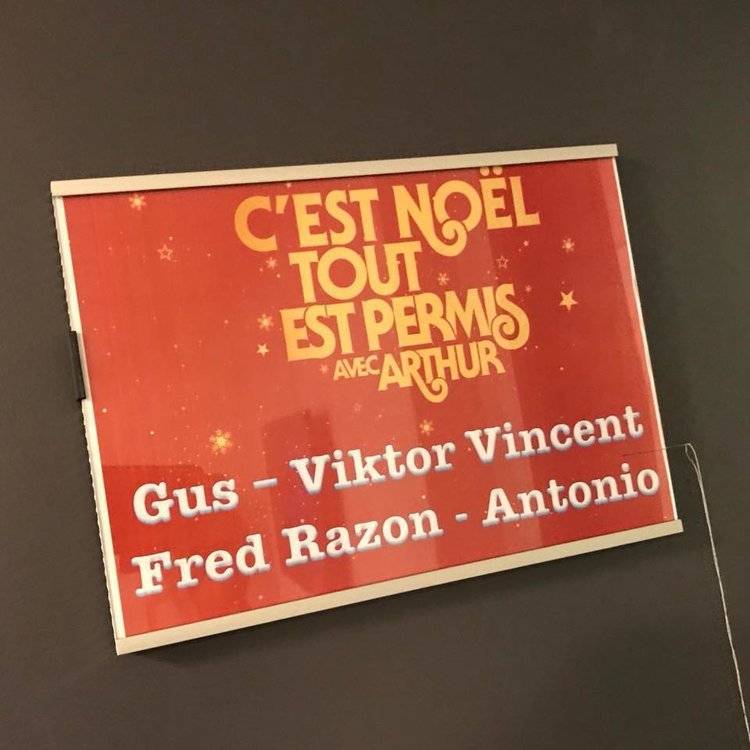 C'EST NOËL
TOUT
EST PERMIS
AVEC ARTHUR
Gus – Viktor Vincent
Fred Razon - Antonio